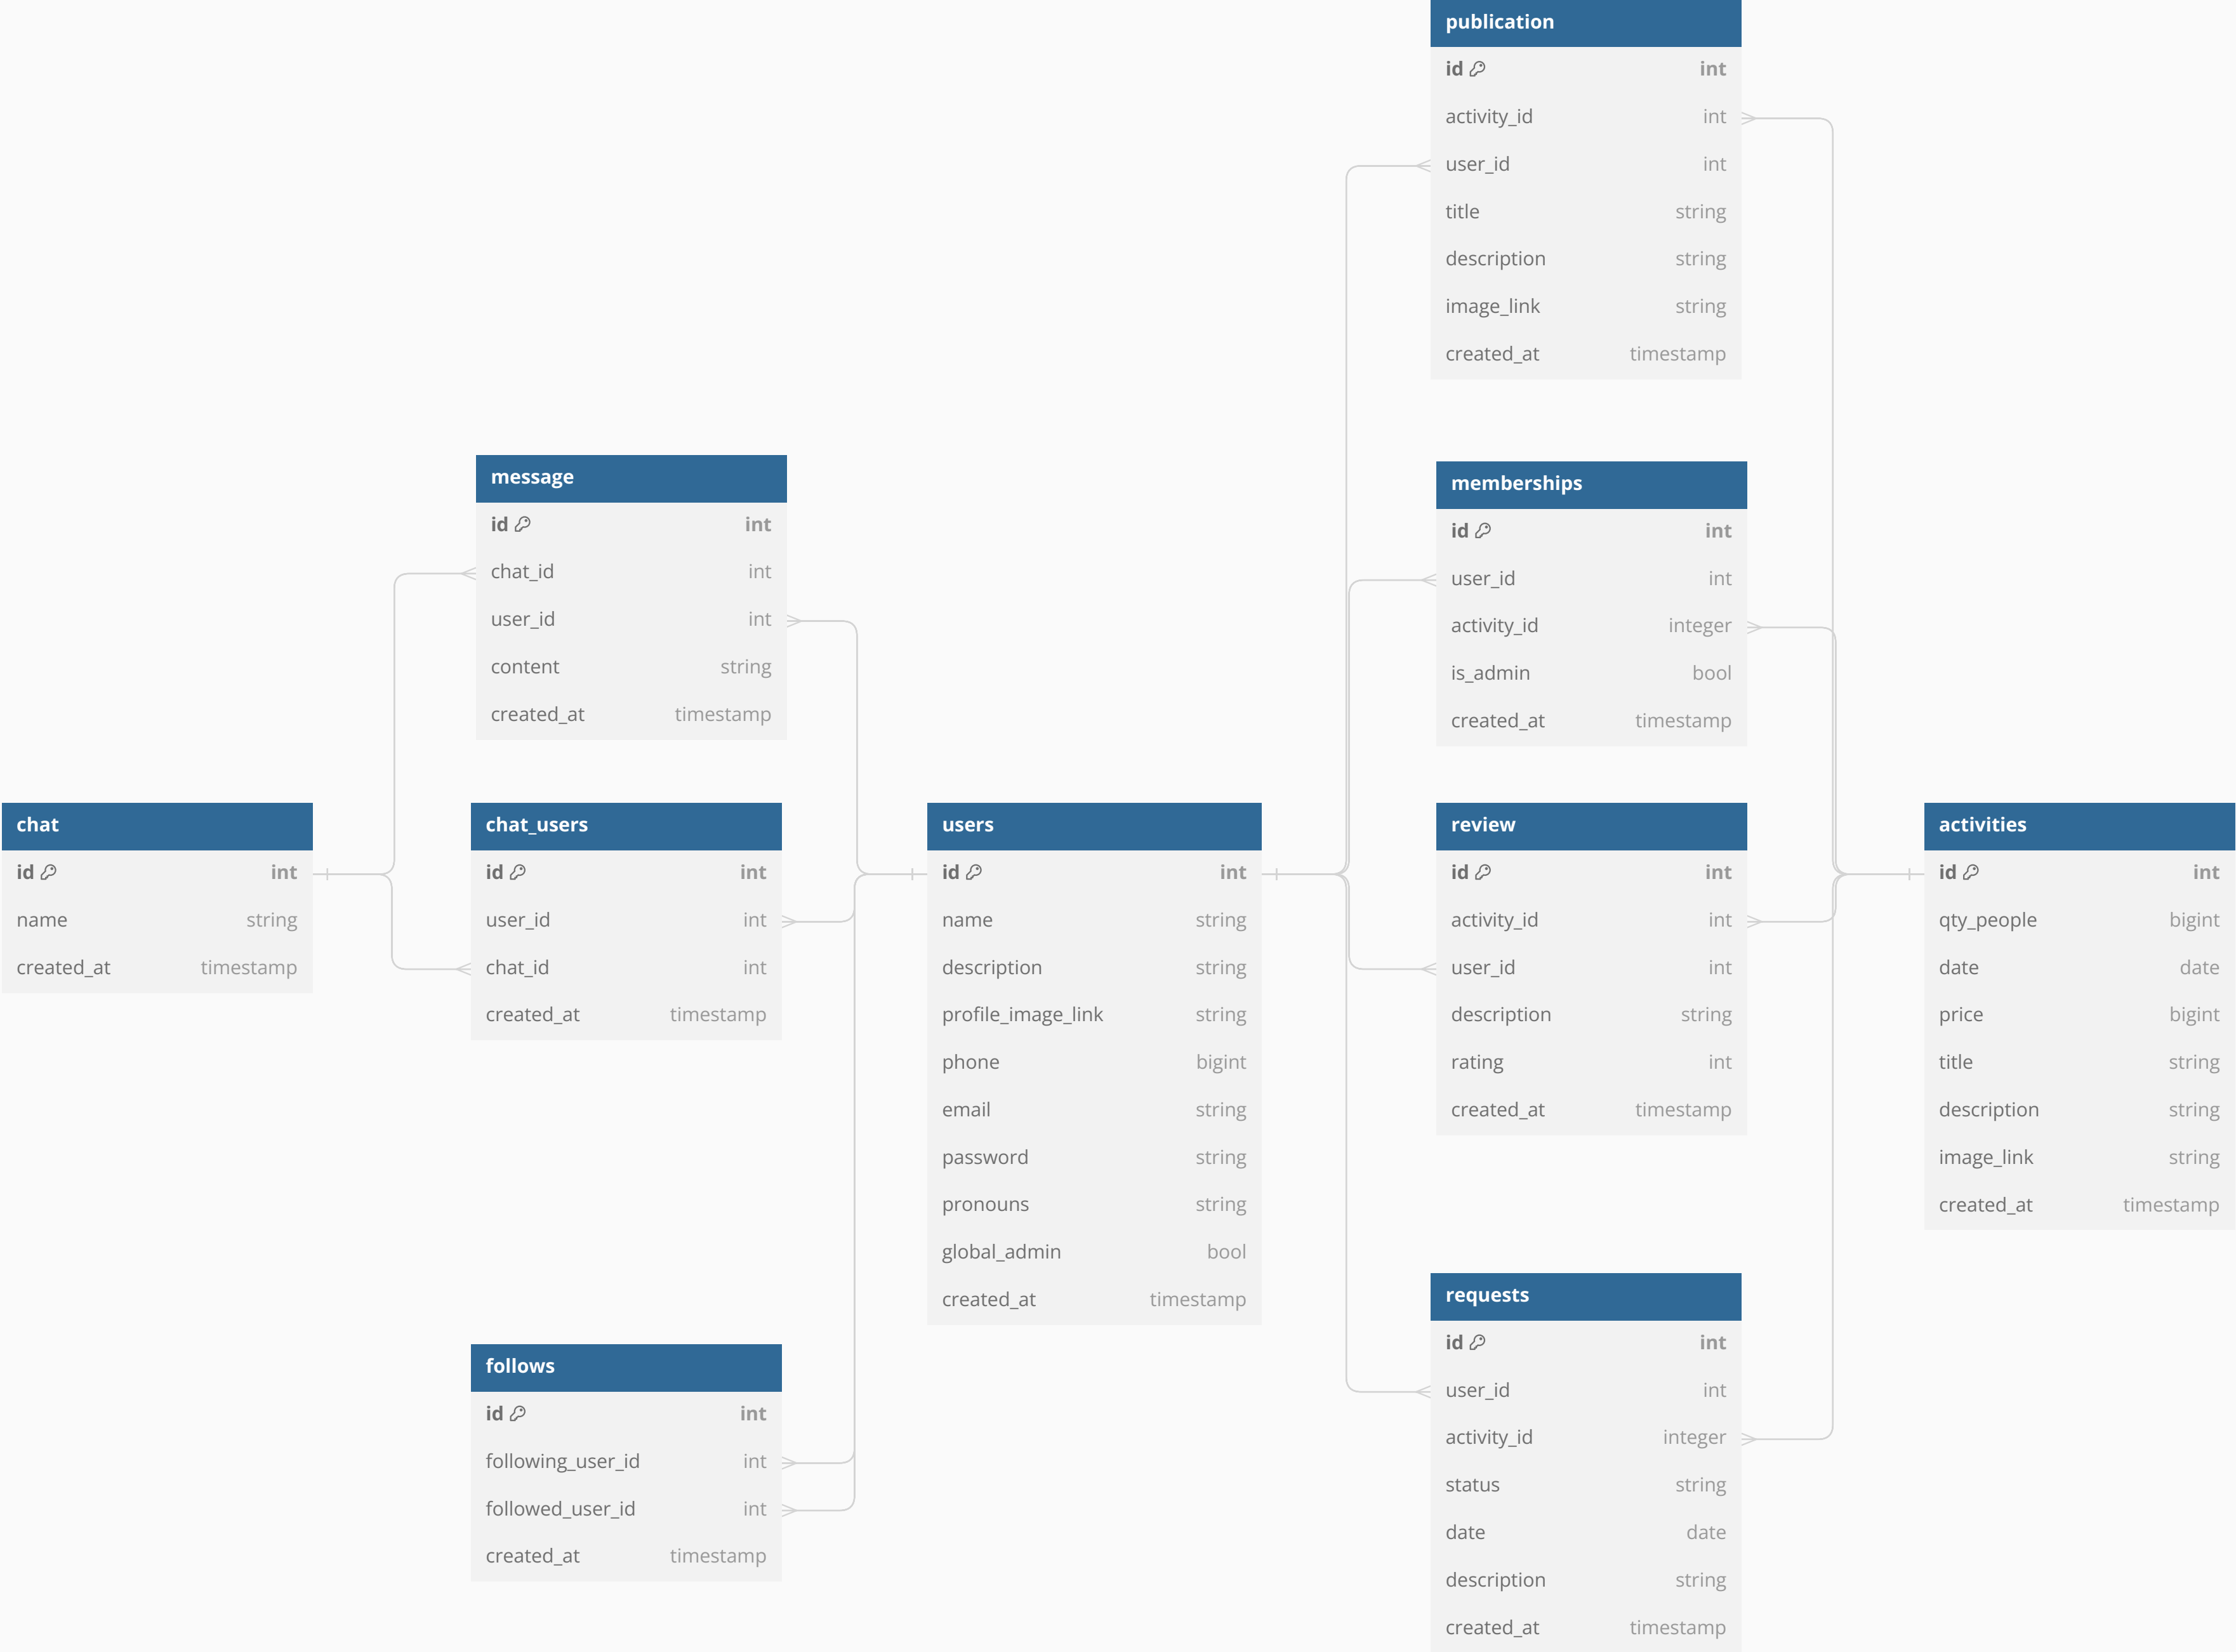 publication
id int
activity_id int
user_id int
title string
description string
image_link string
created_at timestamp
message
id int
chat_id int
user_id int
content string
created_at timestamp
memberships
id int
user_id int
activity_id integer
is_admin bool
created_at timestamp
chat
id int
name string
created_at timestamp
chat_users
id int
user_id int
chat_id int
created_at timestamp
users
id int
name string
description string
profile_image_link string
phone bigint
email string
password string
pronouns string
global_admin bool
created_at timestamp
review
id int
activity_id int
user_id int
description string
rating int
created_at timestamp
activities
id int
qty_people bigint
date date
price bigint
title string
description string
image_link string
created_at timestamp
follows
id int
following_user_id int
followed_user_id int
created_at timestamp
requests
id int
user_id int
activity_id integer
status string
date date
description string
created_at timestamp